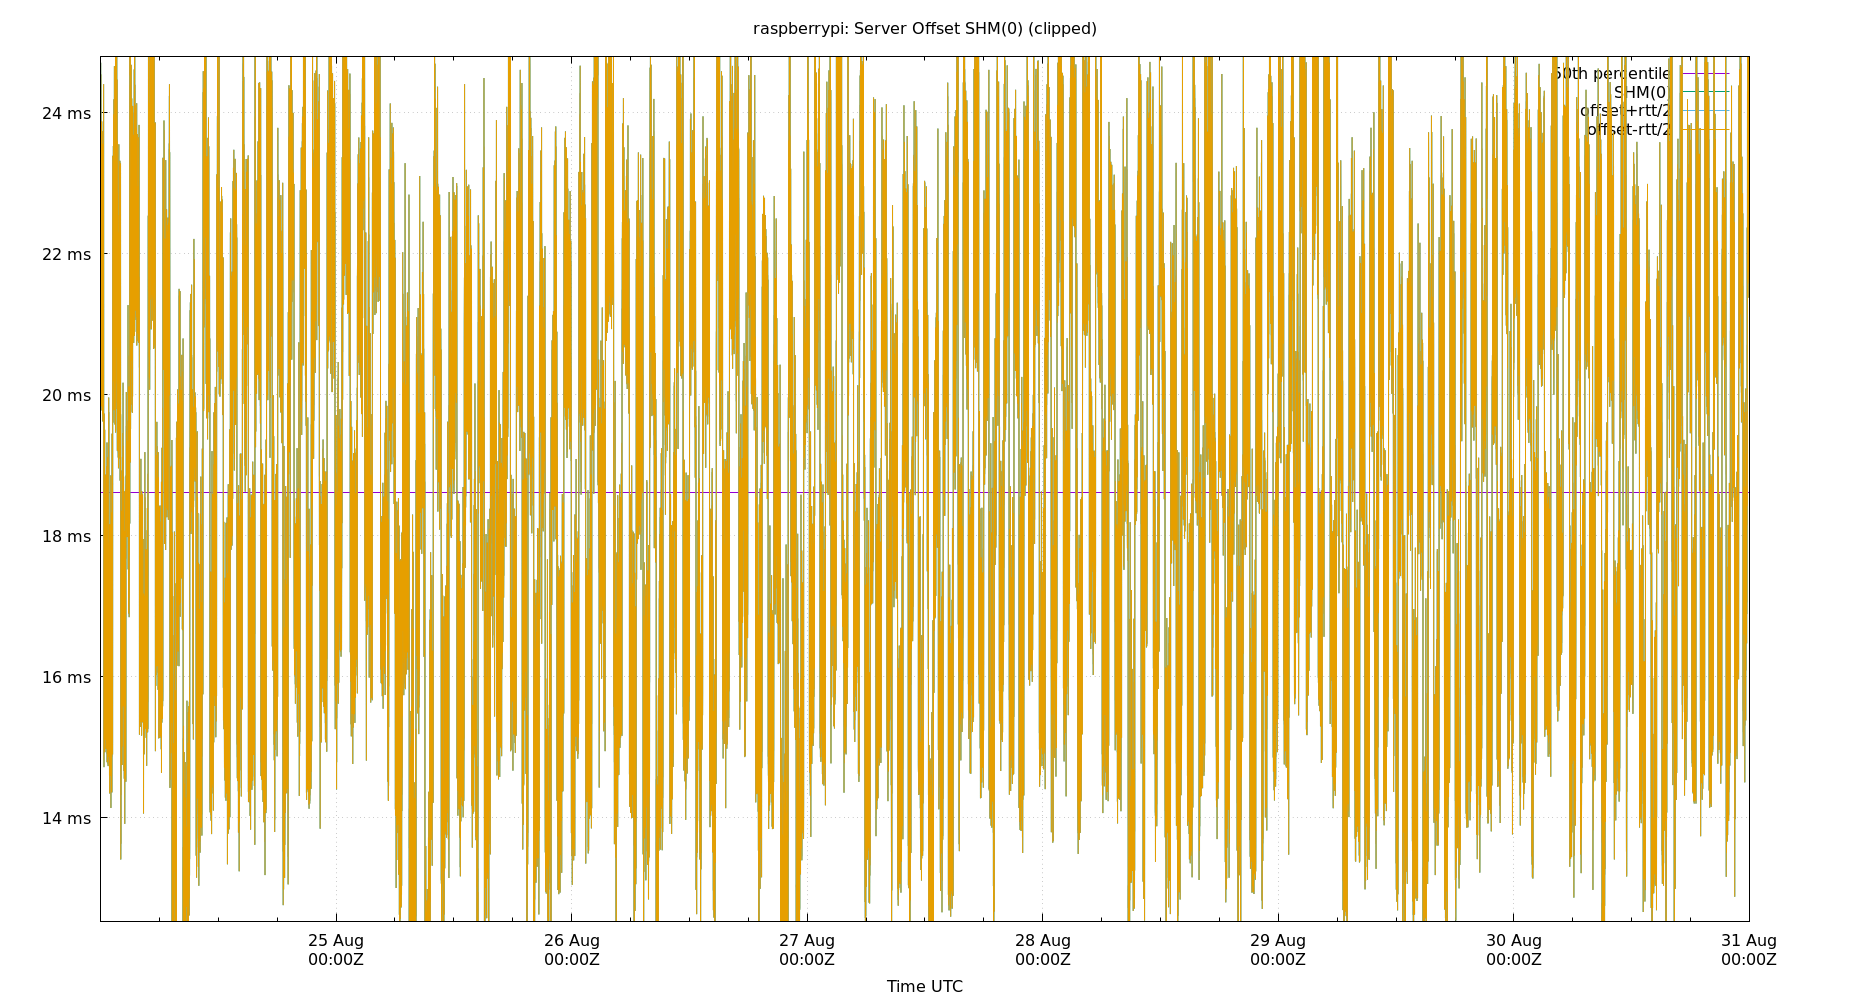 raspberrypi: Server Offset SHM(0) (clipped)
50th percentile
SHM(0)
offset+rtt/2
offset-rtt/2
24 ms
22 ms
20 ms
18 ms
16 ms
14 ms
25 Aug 26 Aug 27 Aug 28 Aug 29 Aug 30 Aug 31 Aug
00:00Z 00:00Z 00:00Z 00:00Z 00:00Z 00:00Z 00:00Z
Time UTC